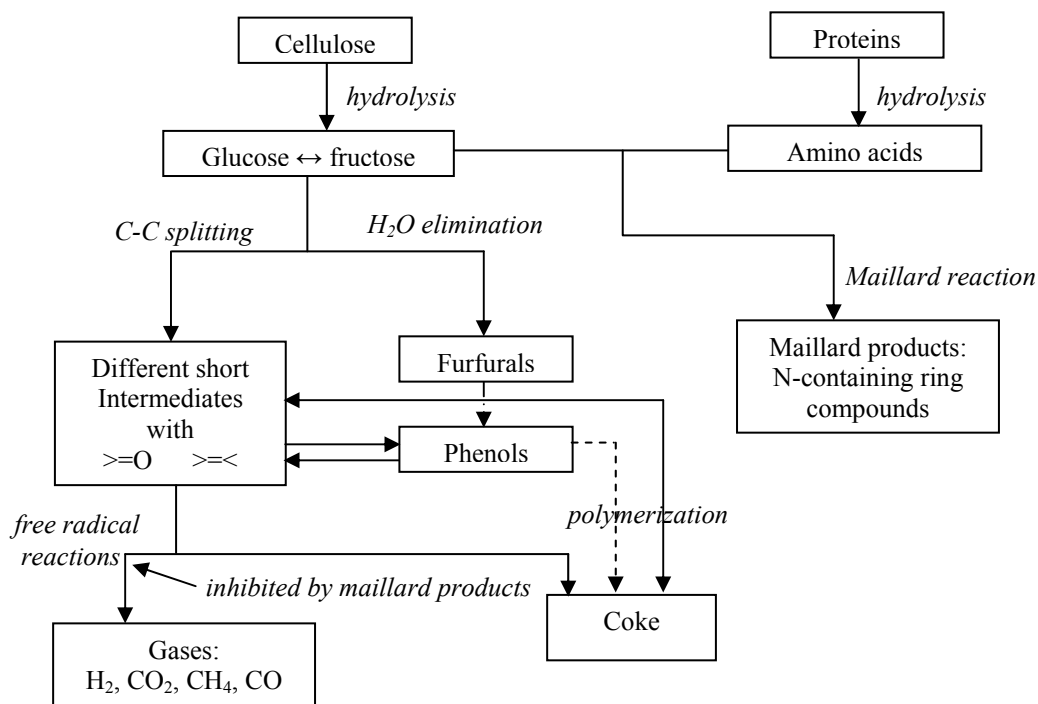 Cellulose
Proteins
hydrolysis
hydrolysis
Glucose ↔ fructose
Amino acids
C-C splitting
H₂O elimination
Maillard reaction
Different short
Intermediates
with
>=O >=<
Furfurals
Maillard products:
N-containing ring
compounds
Phenols
free radical
reactions
polymerization
inhibited by maillard products
Coke
Gases:
H₂, CO₂, CH₄, CO